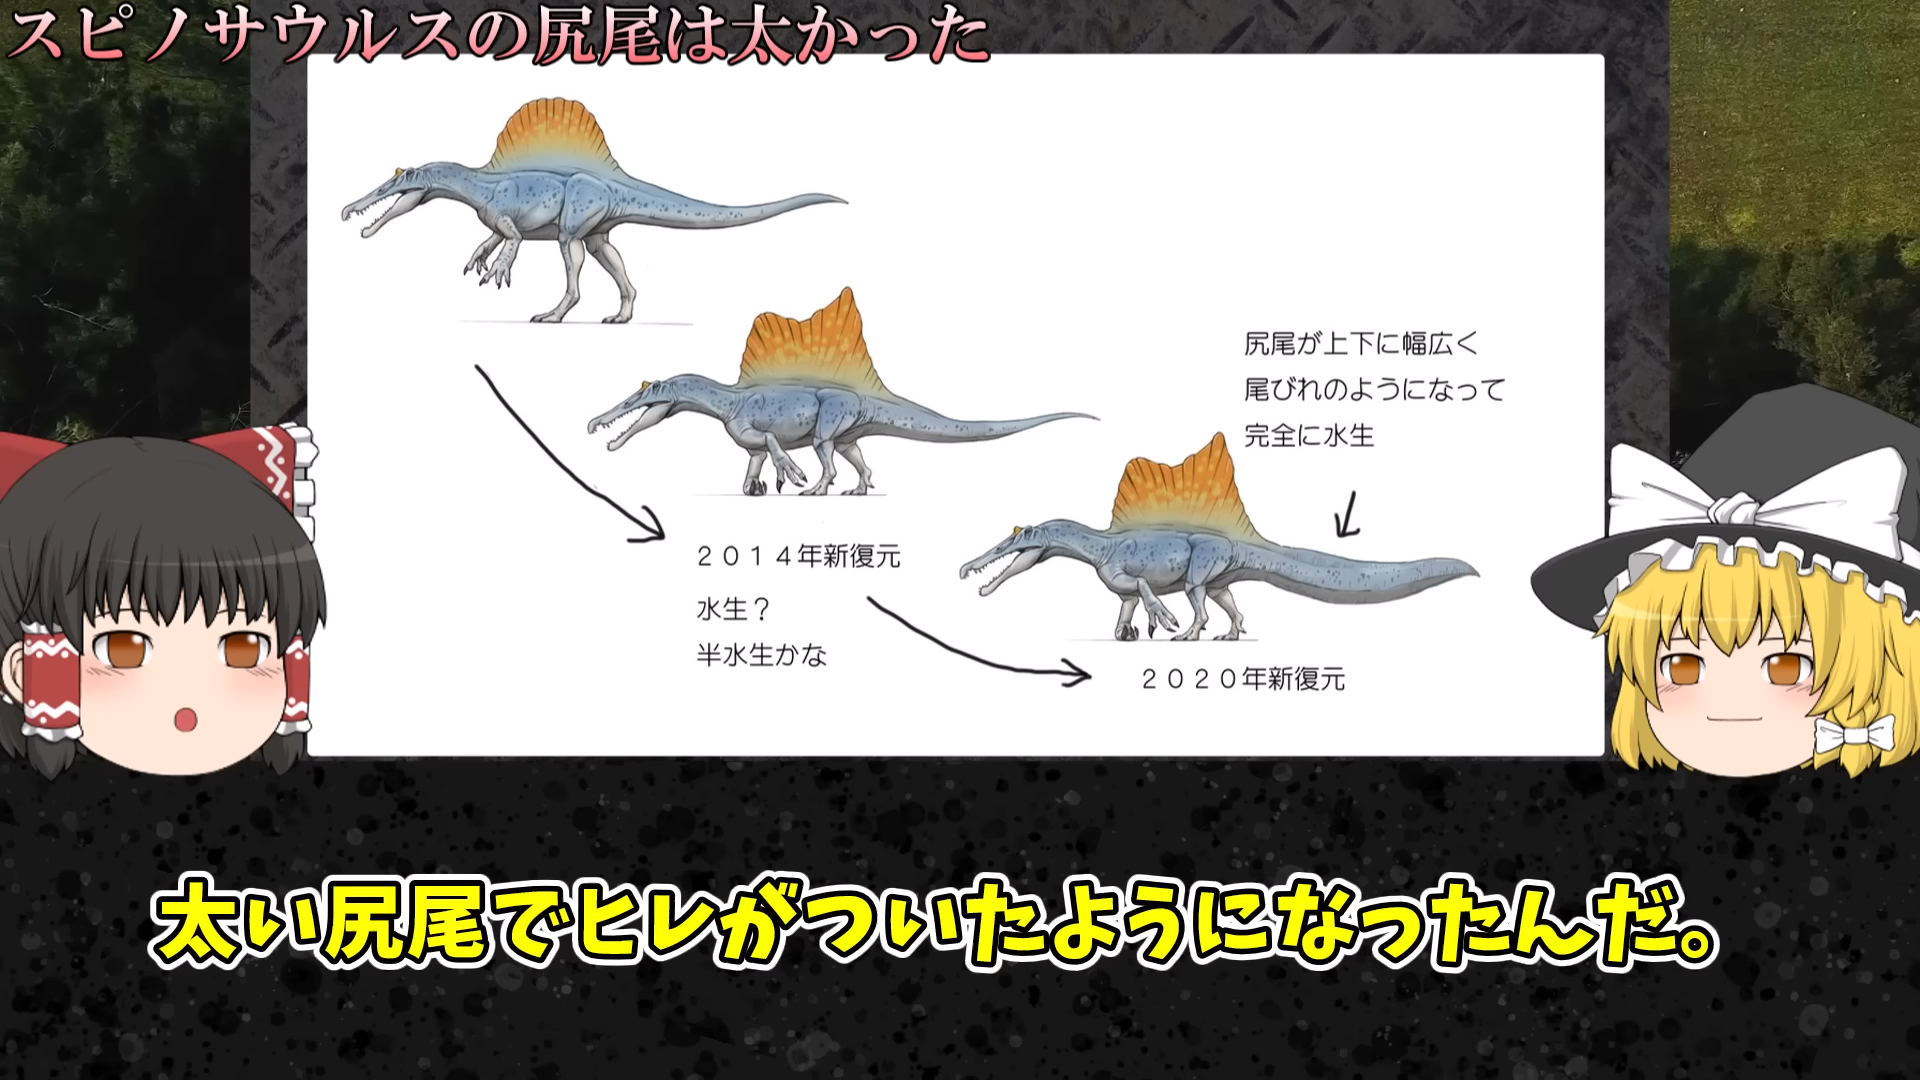 スピノサウルスの尻尾は太かった
尻尾が上下に幅広く
尾びれのようになって
完全に水生
２０１４年新復元
水生？
半水生かな
２０２０年新復元
太い尻尾でヒレがついたようになったんだ。